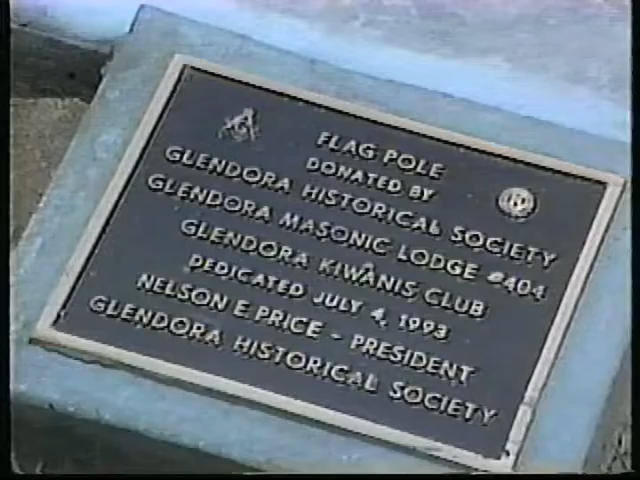 FLAG POLE
DONATED BY
GLENDORA HISTORICAL SOCIETY
GLENDORA MASONIC LODGE #404
GLENDORA KIWANIS CLUB
DEDICATED JULY 4, 1993
NELSON E. PRICE - PRESIDENT
GLENDORA HISTORICAL SOCIETY